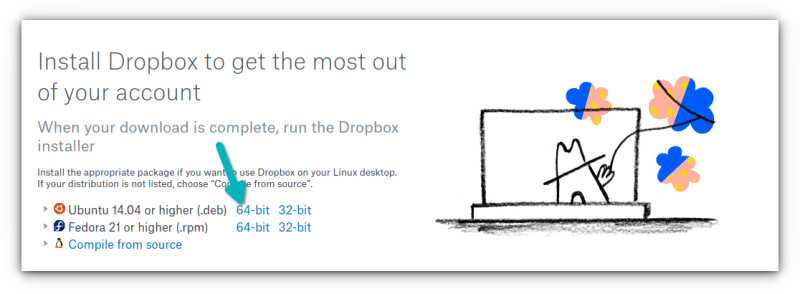 Install Dropbox to get the most out
of your account
When your download is complete, run the Dropbox
installer
Install the appropriate package if you want to use Dropbox on your Linux desktop.
If your distribution is not listed, choose "Compile from source".
Ubuntu 14.04 or higher (.deb) 64-bit 32-bit
Fedora 21 or higher (.rpm) 64-bit 32-bit
Compile from source